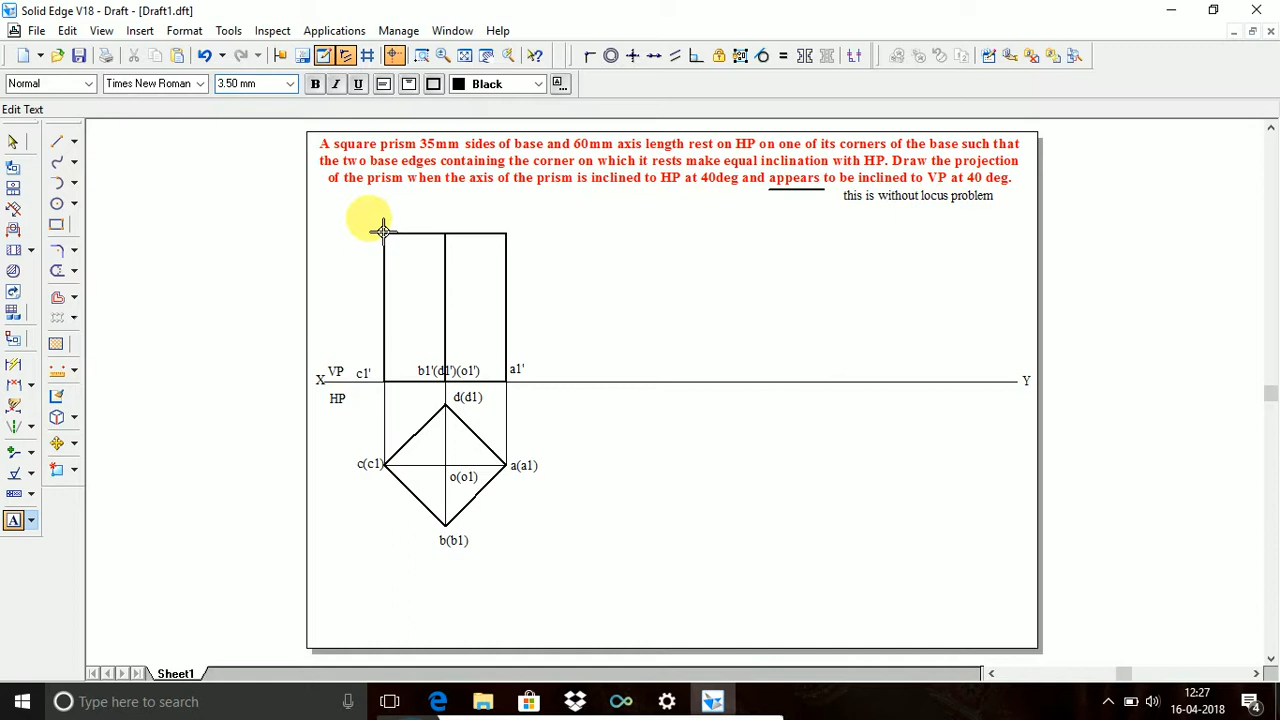 Solid Edge V18 - Draft - [Draft1.dft]
File Edit View Insert Format Tools Inspect Applications Manage Window Help
Normal Times New Roman 3.50 mm B I U Black
Edit Text
A square prism 35mm sides of base and 60mm axis length rest on HP on one of its corners of the base such that
the two base edges containing the corner on which it rests make equal inclination with HP. Draw the projection
of the prism when the axis of the prism is inclined to HP at 40deg and appears to be inclined to VP at 40 deg.
this is without locus problem
VP c1' b1'(d1')(o1') a1'
X Y
HP d(d1)
c(c1) a(a1)
o(o1)
b(b1)
Sheet1
Type here to search
12:27
16-04-2018
4